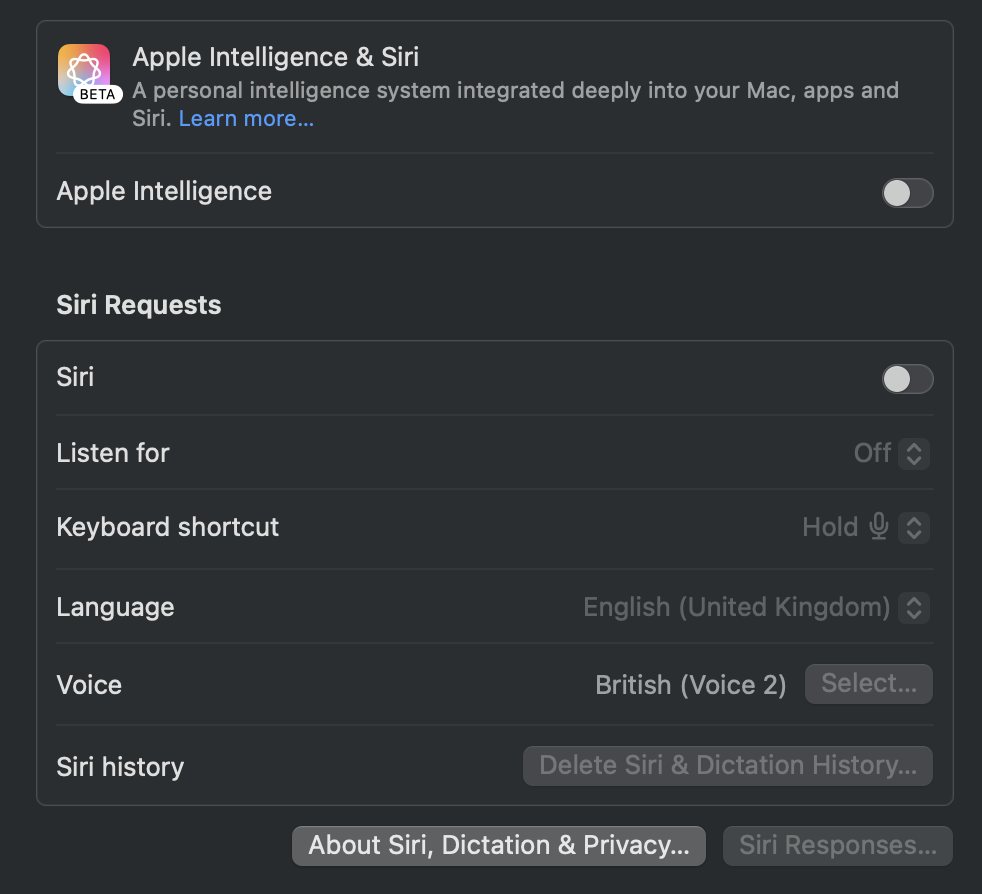 Apple Intelligence & Siri
BETA
A personal intelligence system integrated deeply into your Mac, apps and
Siri. Learn more...
Apple Intelligence
Siri Requests
Siri
Listen for Off
Keyboard shortcut Hold
Language English (United Kingdom)
Voice British (Voice 2) Select...
Siri history Delete Siri & Dictation History...
About Siri, Dictation & Privacy... Siri Responses...